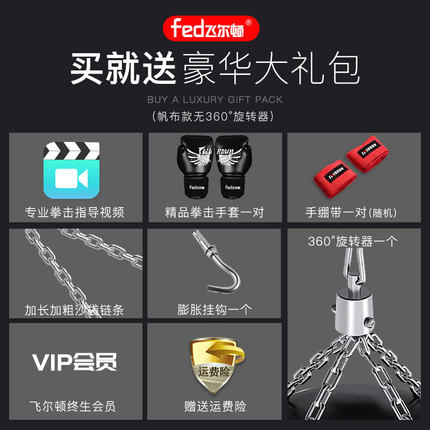 fed飞尔顿®
买就送豪华大礼包
BUY A LUXURY GIFT PACK
(帆布款无360°旋转器)
专业拳击指导视频
fedSOWN
精品拳击手套一对
手绷带一对(随机)
加长加粗沙袋链条
膨胀挂钩一个
360°旋转器一个
VIP会员
飞尔顿终生会员
运费险
赠送运费险